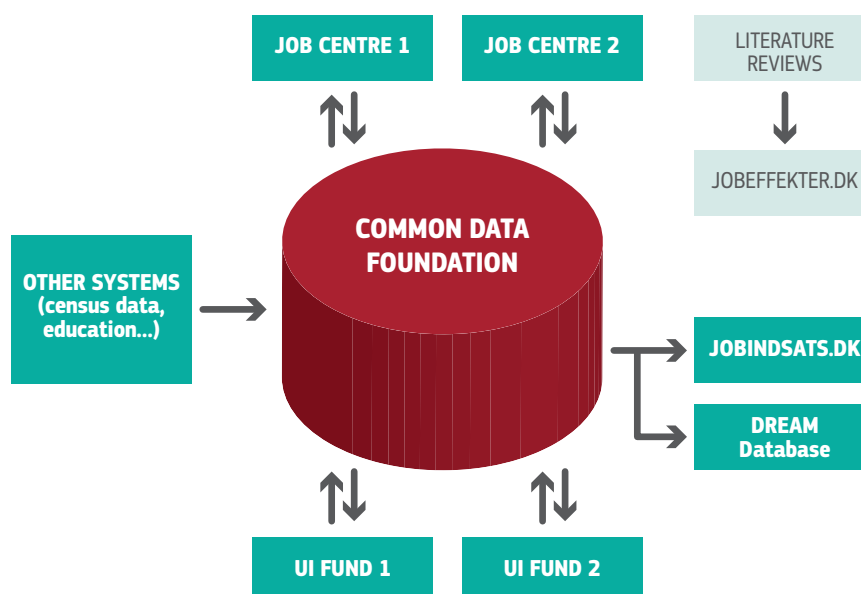 JOB CENTRE 1
JOB CENTRE 2
LITERATURE
REVIEWS
JOBEFFEKTER.DK
COMMON DATA
FOUNDATION
OTHER SYSTEMS
(census data,
education...)
JOBINDSATS.DK
DREAM
Database
UI FUND 1
UI FUND 2